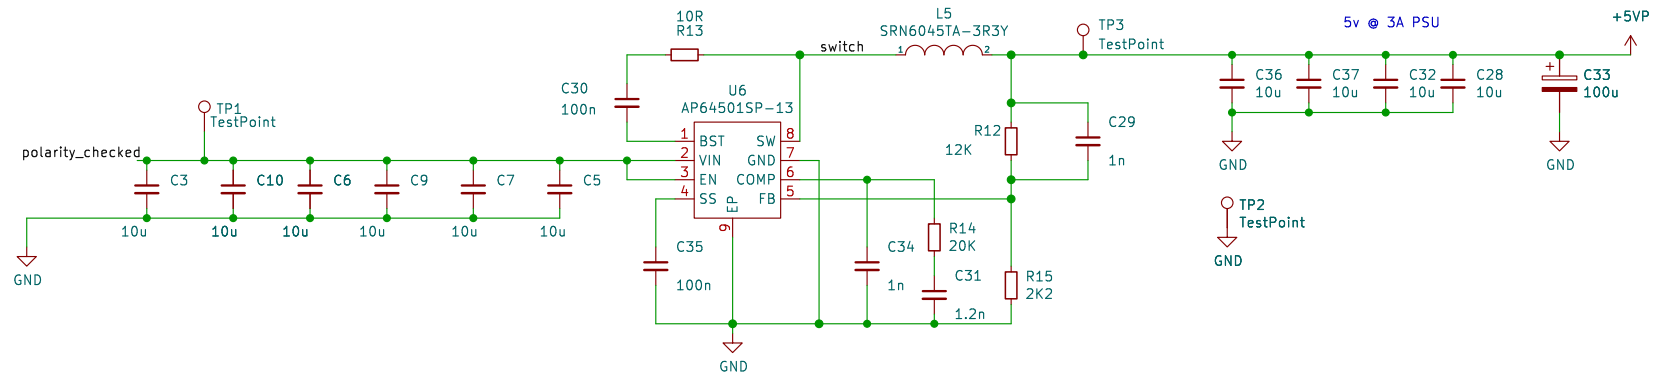 10R
R13
L5
SRN6045TA-3R3Y
switch
1
2
TP3
TestPoint
5v @ 3A PSU
+5VP
C30
100n
U6
AP64501SP-13
C36
10u
C37
10u
C32
10u
C28
10u
+
C33
100u
TP1
TestPoint
polarity_checked
C3
10u
C10
10u
C6
10u
C9
10u
C7
10u
C5
10u
GND
1
BST
2
VIN
3
EN
4
SS
SW
8
GND
7
COMP
6
FB
5
EP
9
R12
12K
C29
1n
GND
GND
TP2
TestPoint
GND
C35
100n
C34
1n
R14
20K
C31
1.2n
R15
2K2
GND